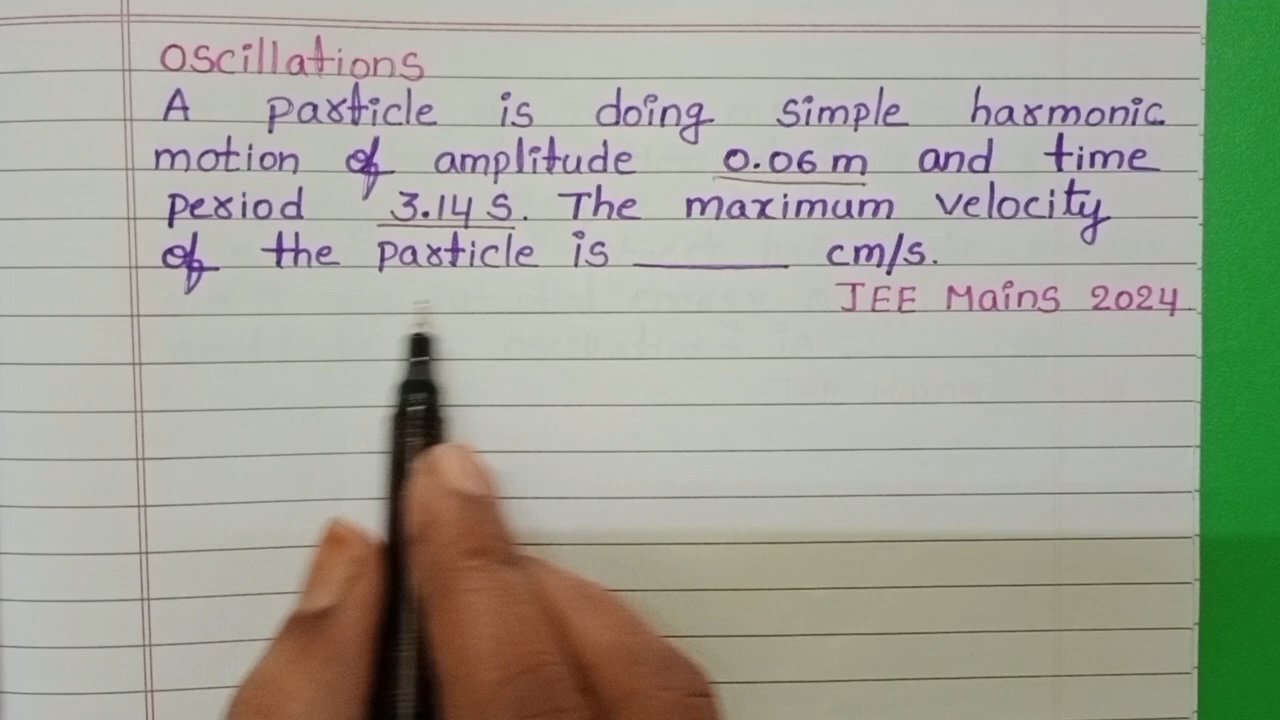 Oscillations
A particle is doing simple harmonic
motion of amplitude 0.06 m and time
period 3.14 s. The maximum velocity
of the particle is ______ cm/s.
JEE Mains 2024